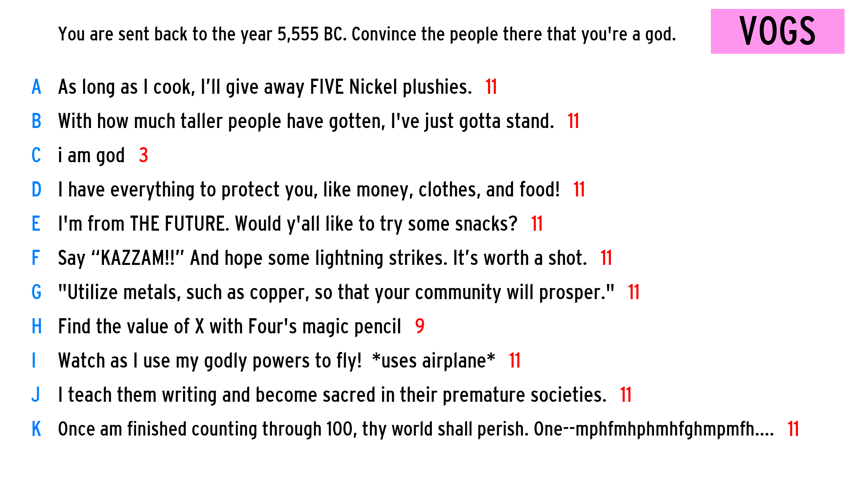 You are sent back to the year 5,555 BC. Convince the people there that you're a god.
VOGS
A As long as I cook, I’ll give away FIVE Nickel plushies. 11
B With how much taller people have gotten, I've just gotta stand. 11
C i am god 3
D I have everything to protect you, like money, clothes, and food! 11
E I'm from THE FUTURE. Would y'all like to try some snacks? 11
F Say “KAZZAM!!” And hope some lightning strikes. It’s worth a shot. 11
G "Utilize metals, such as copper, so that your community will prosper." 11
H Find the value of X with Four's magic pencil 9
I Watch as I use my godly powers to fly! *uses airplane* 11
J I teach them writing and become sacred in their premature societies. 11
K Once am finished counting through 100, thy world shall perish. One--mphfmhphmhfghmpmfh.... 11